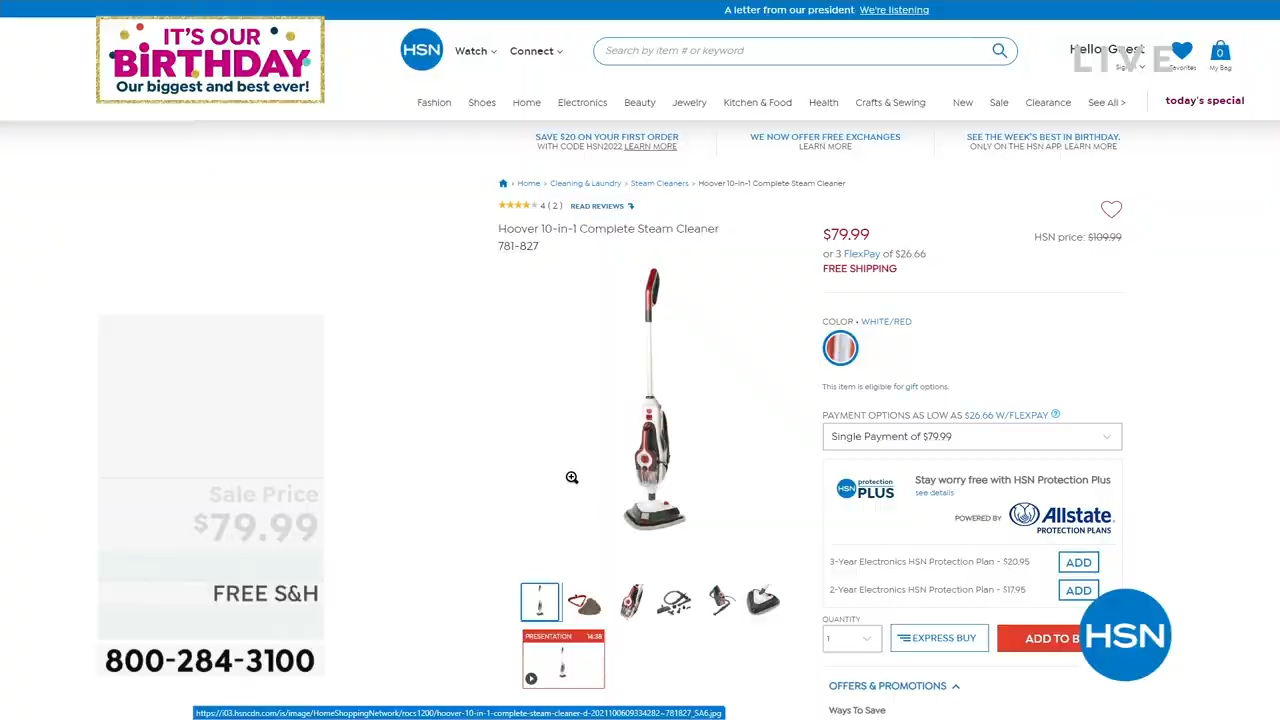 A letter from our president We're listening
IT'S OUR
BIRTHDAY
Our biggest and best ever!
HSN
Watch
Connect
Search by item # or keyword
Hello Guest
LIVE
Favorites
0
My Bag
Fashion Shoes Home Electronics Beauty Jewelry Kitchen & Food Health Crafts & Sewing New Sale Clearance See All > today's special
SAVE $20 ON YOUR FIRST ORDER
WITH CODE HSN2022 LEARN MORE
WE NOW OFFER FREE EXCHANGES
LEARN MORE
SEE THE WEEK'S BEST IN BIRTHDAY.
ONLY ON THE HSN APP. LEARN MORE
Home > Cleaning & Laundry > Steam Cleaners > Hoover 10-in-1 Complete Steam Cleaner
4 ( 2 ) READ REVIEWS
Hoover 10-in-1 Complete Steam Cleaner
781-827
$79.99
HSN price: $109.99
or 3 FlexPay of $26.66
FREE SHIPPING
COLOR • WHITE/RED
This item is eligible for gift options.
PAYMENT OPTIONS AS LOW AS $26.66 W/FLEXPAY ?
Single Payment of $79.99
HSN protection PLUS
Stay worry free with HSN Protection Plus
see details
POWERED BY Allstate.
PROTECTION PLANS
3-Year Electronics HSN Protection Plan - $20.95 ADD
2-Year Electronics HSN Protection Plan - $17.95 ADD
QUANTITY
1
EXPRESS BUY
ADD TO B
HSN
OFFERS & PROMOTIONS
Ways To Save
PRESENTATION 14:38
Sale Price
$79.99
FREE S&H
800-284-3100
https://i03.hsncdn.com/is/image/HomeShoppingNetwork/rocs1200/hoover-10-in-1-complete-steam-cleaner-d-2021100609334282~781827_SA6.jpg